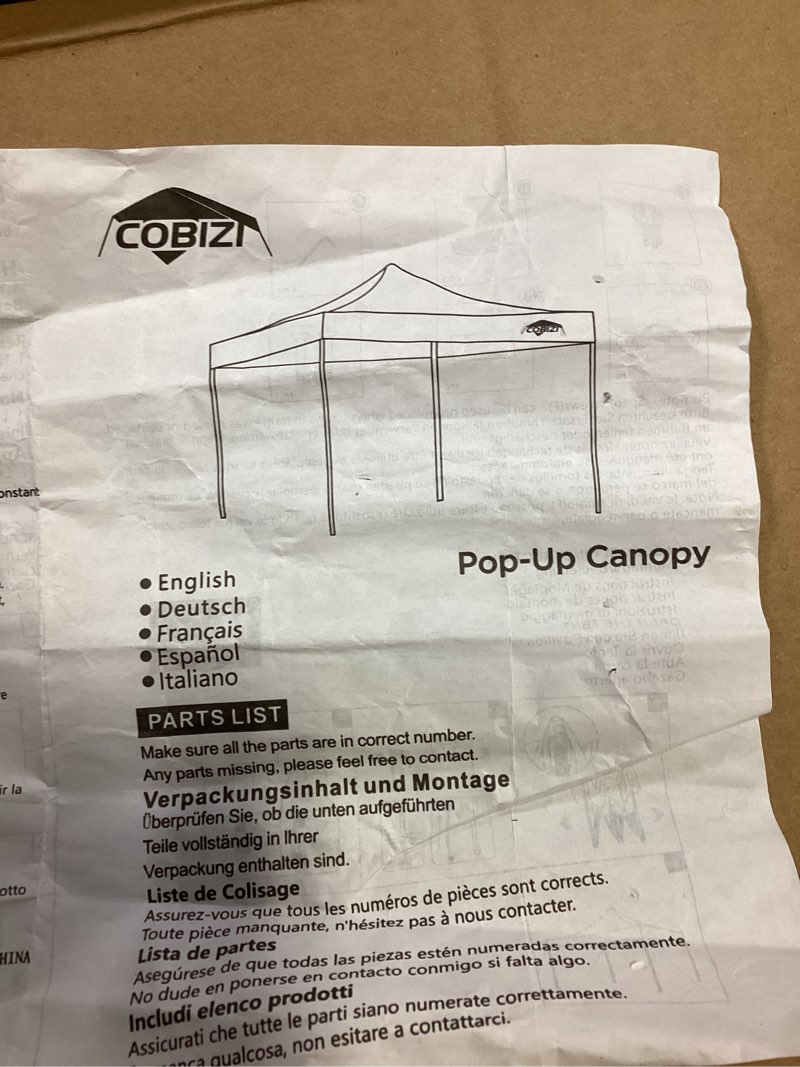 COBIZI
COBIZI
Pop-Up Canopy
onstant
● English
● Deutsch
● Français
● Español
● Italiano
PARTS LIST
Make sure all the parts are in correct number.
Any parts missing, please feel free to contact.
Verpackungsinhalt und Montage
Überprüfen Sie, ob die unten aufgeführten
Teile vollständig in Ihrer
Verpackung enthalten sind.
Liste de Colisage
Assurez-vous que tous les numéros de pièces sont corrects.
Toute pièce manquante, n'hésitez pas à nous contacter.
Lista de partes
Asegúrese de que todas las piezas estén numeradas correctamente.
No dude en ponerse en contacto conmigo si falta algo.
Includi elenco prodotti
Assicurati che tutte le parti siano numerate correttamente.
qualcosa, non esitare a contattarci.
ir la
otto
HINA